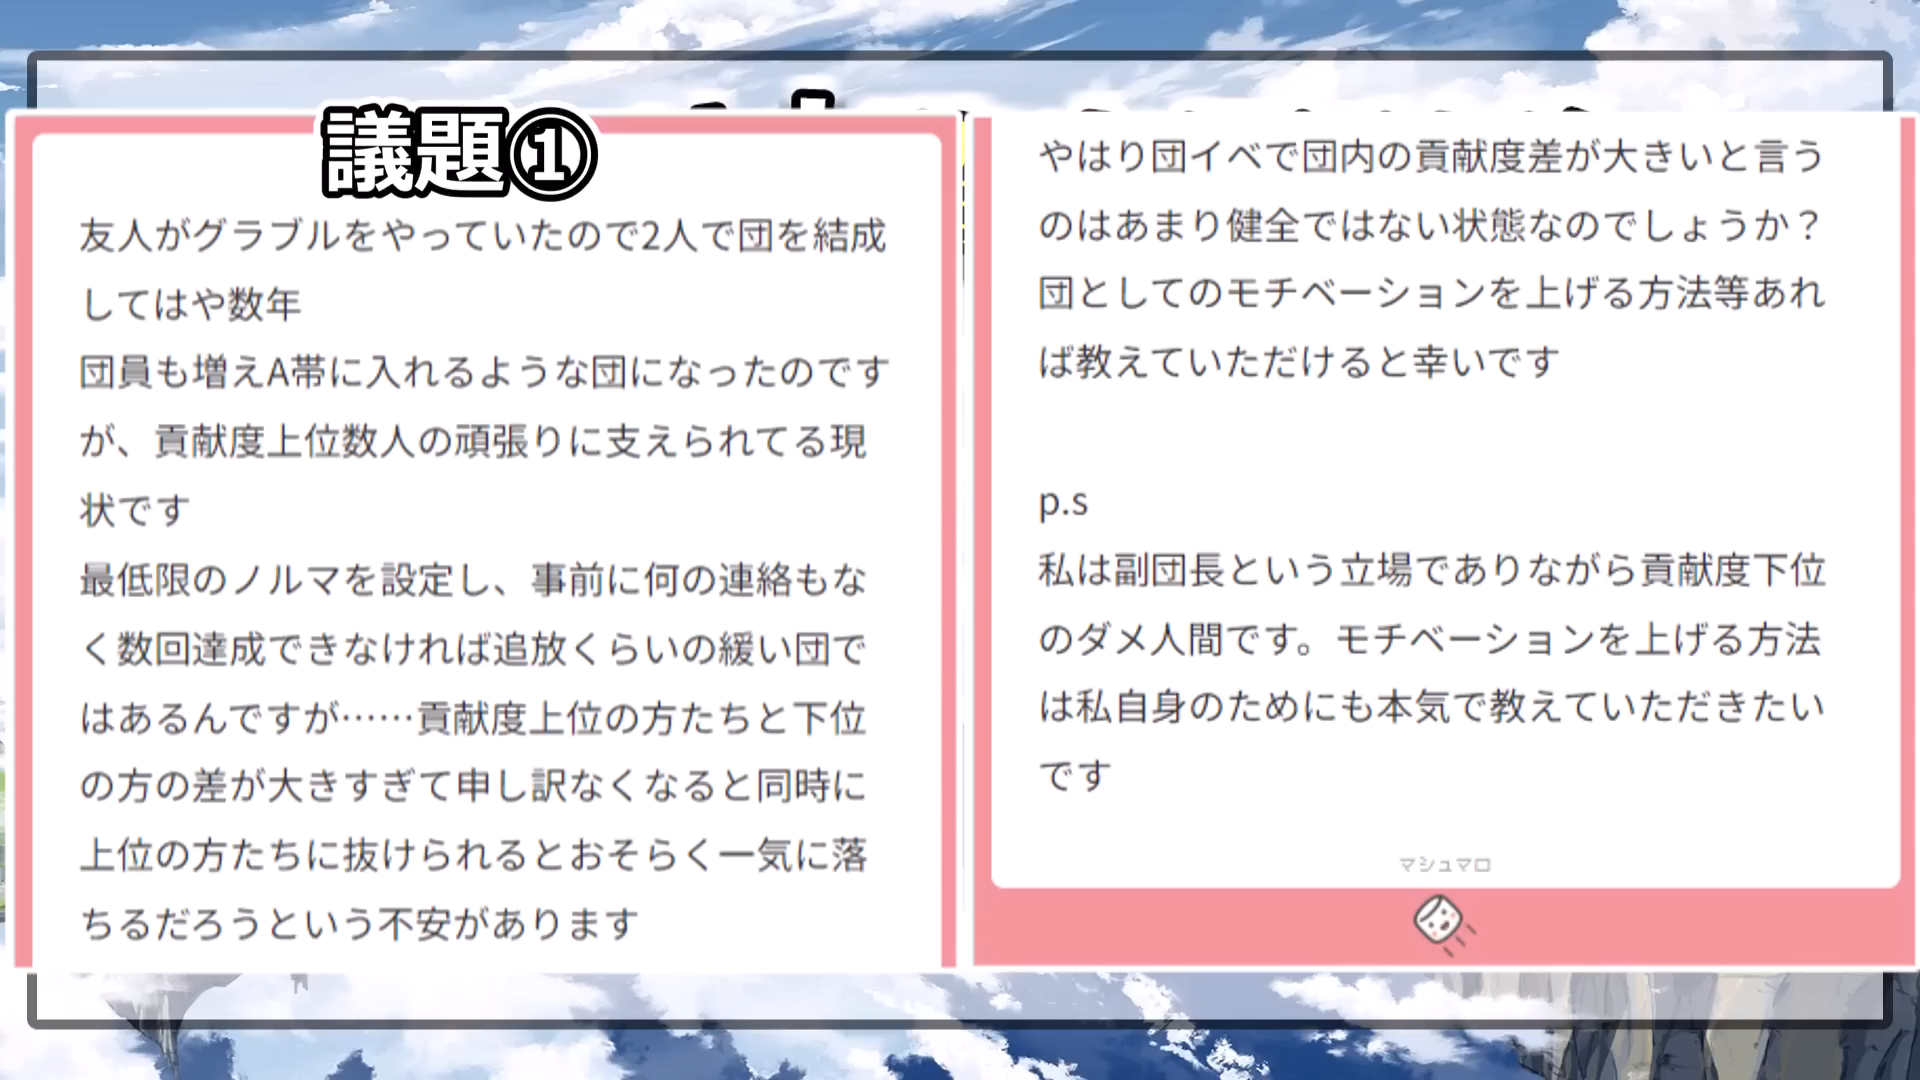 議題①
友人がグラブルをやっていたので2人で団を結成
してはや数年
団員も増えA帯に入れるような団になったのです
が、貢献度上位数人の頑張りに支えられてる現
状です
最低限のノルマを設定し、事前に何の連絡もな
く数回達成できなければ追放くらいの緩い団で
はあるんですが……貢献度上位の方たちと下位
の方の差が大きすぎて申し訳なくなると同時に
上位の方たちに抜けられるとおそらく一気に落
ちるだろうという不安があります
やはり団イベで団内の貢献度差が大きいと言う
のはあまり健全ではない状態なのでしょうか？
団としてのモチベーションを上げる方法等あれ
ば教えていただけると幸いです
p.s
私は副団長という立場でありながら貢献度下位
のダメ人間です。モチベーションを上げる方法
は私自身のためにも本気で教えていただきたい
です
マシュマロ